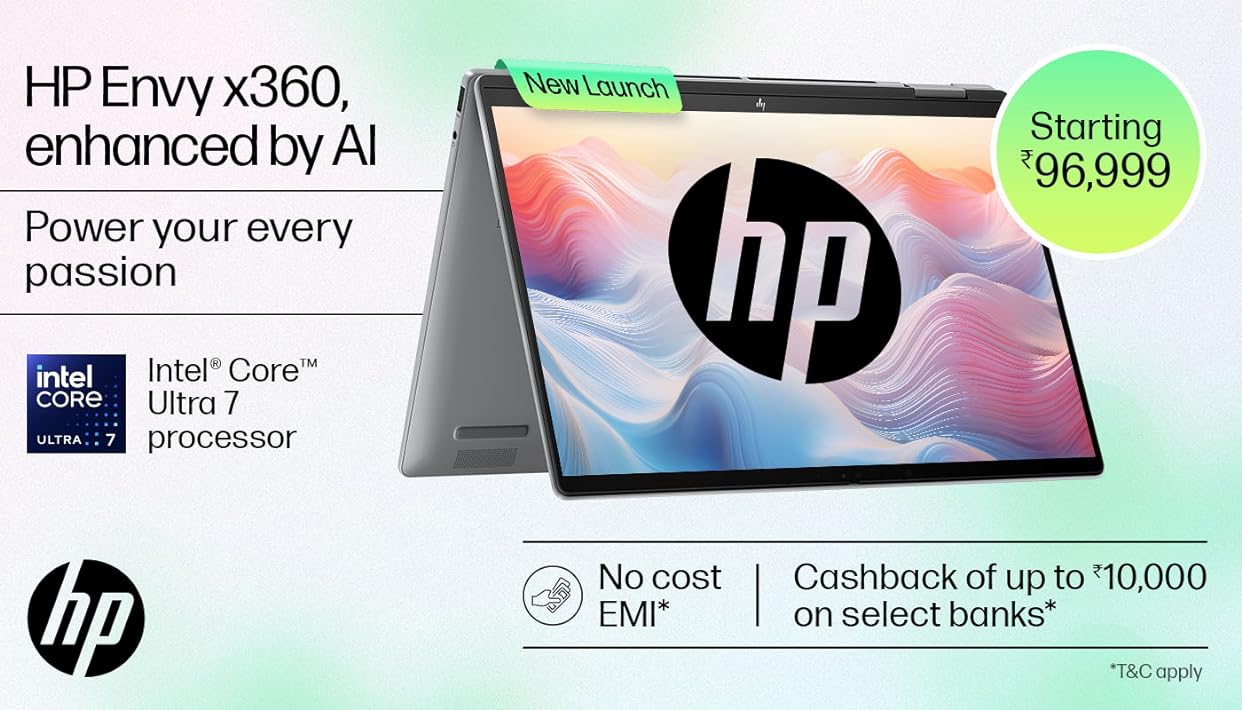 HP Envy x360,
enhanced by AI
New Launch
Starting
₹96,999
Power your every
passion
hp
intel
CORE
ULTRA 7
Intel® Core™
Ultra 7
processor
hp
No cost
EMI*
Cashback of up to ₹10,000
on select banks*
*T&C apply